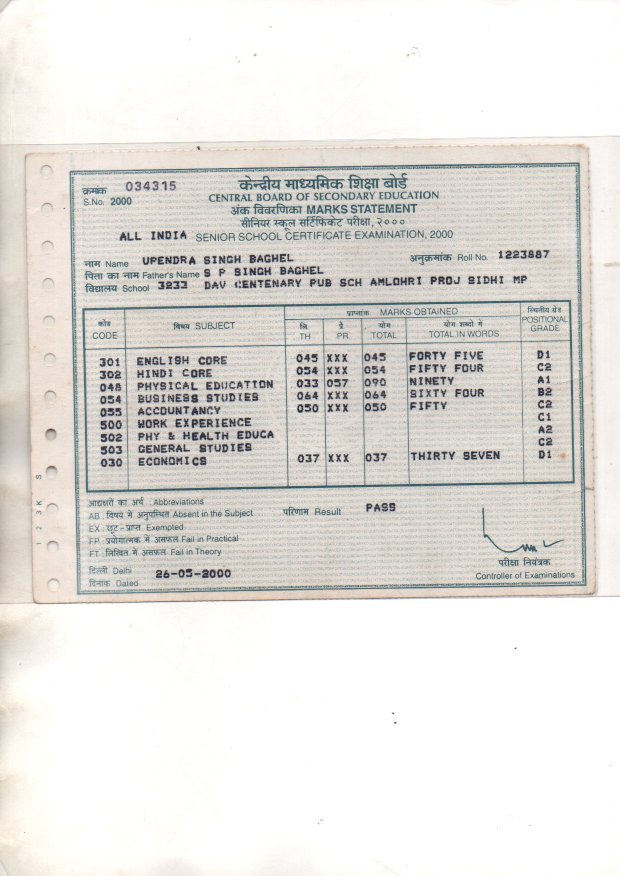 क्रमांक 034315
S.No. 2000
केन्द्रीय माध्यमिक शिक्षा बोर्ड
CENTRAL BOARD OF SECONDARY EDUCATION
अंक विवरणिका MARKS STATEMENT
सीनियर स्कूल सर्टिफिकेट परीक्षा, २०००
ALL INDIA SENIOR SCHOOL CERTIFICATE EXAMINATION, 2000
नाम Name UPENDRA SINGH BAGHEL अनुक्रमांक Roll No. 1223887
पिता का नाम Father's Name S P SINGH BAGHEL
विद्यालय School 3233 DAV CENTENARY PUB SCH AMLOHRI PROJ SIDHI MP
कोड CODE विषय SUBJECT प्राप्तांक MARKS OBTAINED स्थितीय ग्रेड POSITIONAL GRADE
लि. TH प्रै. PR. योग TOTAL योग शब्दों में TOTAL IN WORDS
301 ENGLISH CORE 045 XXX 045 FORTY FIVE D1
302 HINDI CORE 054 XXX 054 FIFTY FOUR C2
048 PHYSICAL EDUCATION 033 057 090 NINETY A1
054 BUSINESS STUDIES 064 XXX 064 SIXTY FOUR B2
055 ACCOUNTANCY 050 XXX 050 FIFTY C2
500 WORK EXPERIENCE C1
502 PHY & HEALTH EDUCA A2
503 GENERAL STUDIES C2
030 ECONOMICS 037 XXX 037 THIRTY SEVEN D1
आद्यक्षरों का अर्थ : Abbreviations
AB : विषय में अनुपस्थित Absent in the Subject परिणाम Result PASS
EX : छूट - प्राप्त Exempted
FP : प्रयोगात्मक में असफल Fail in Practical
FT : लिखित में असफल Fail in Theory
दिल्ली Delhi
दिनांक Dated 26-05-2000
परीक्षा नियंत्रक
Controller of Examinations